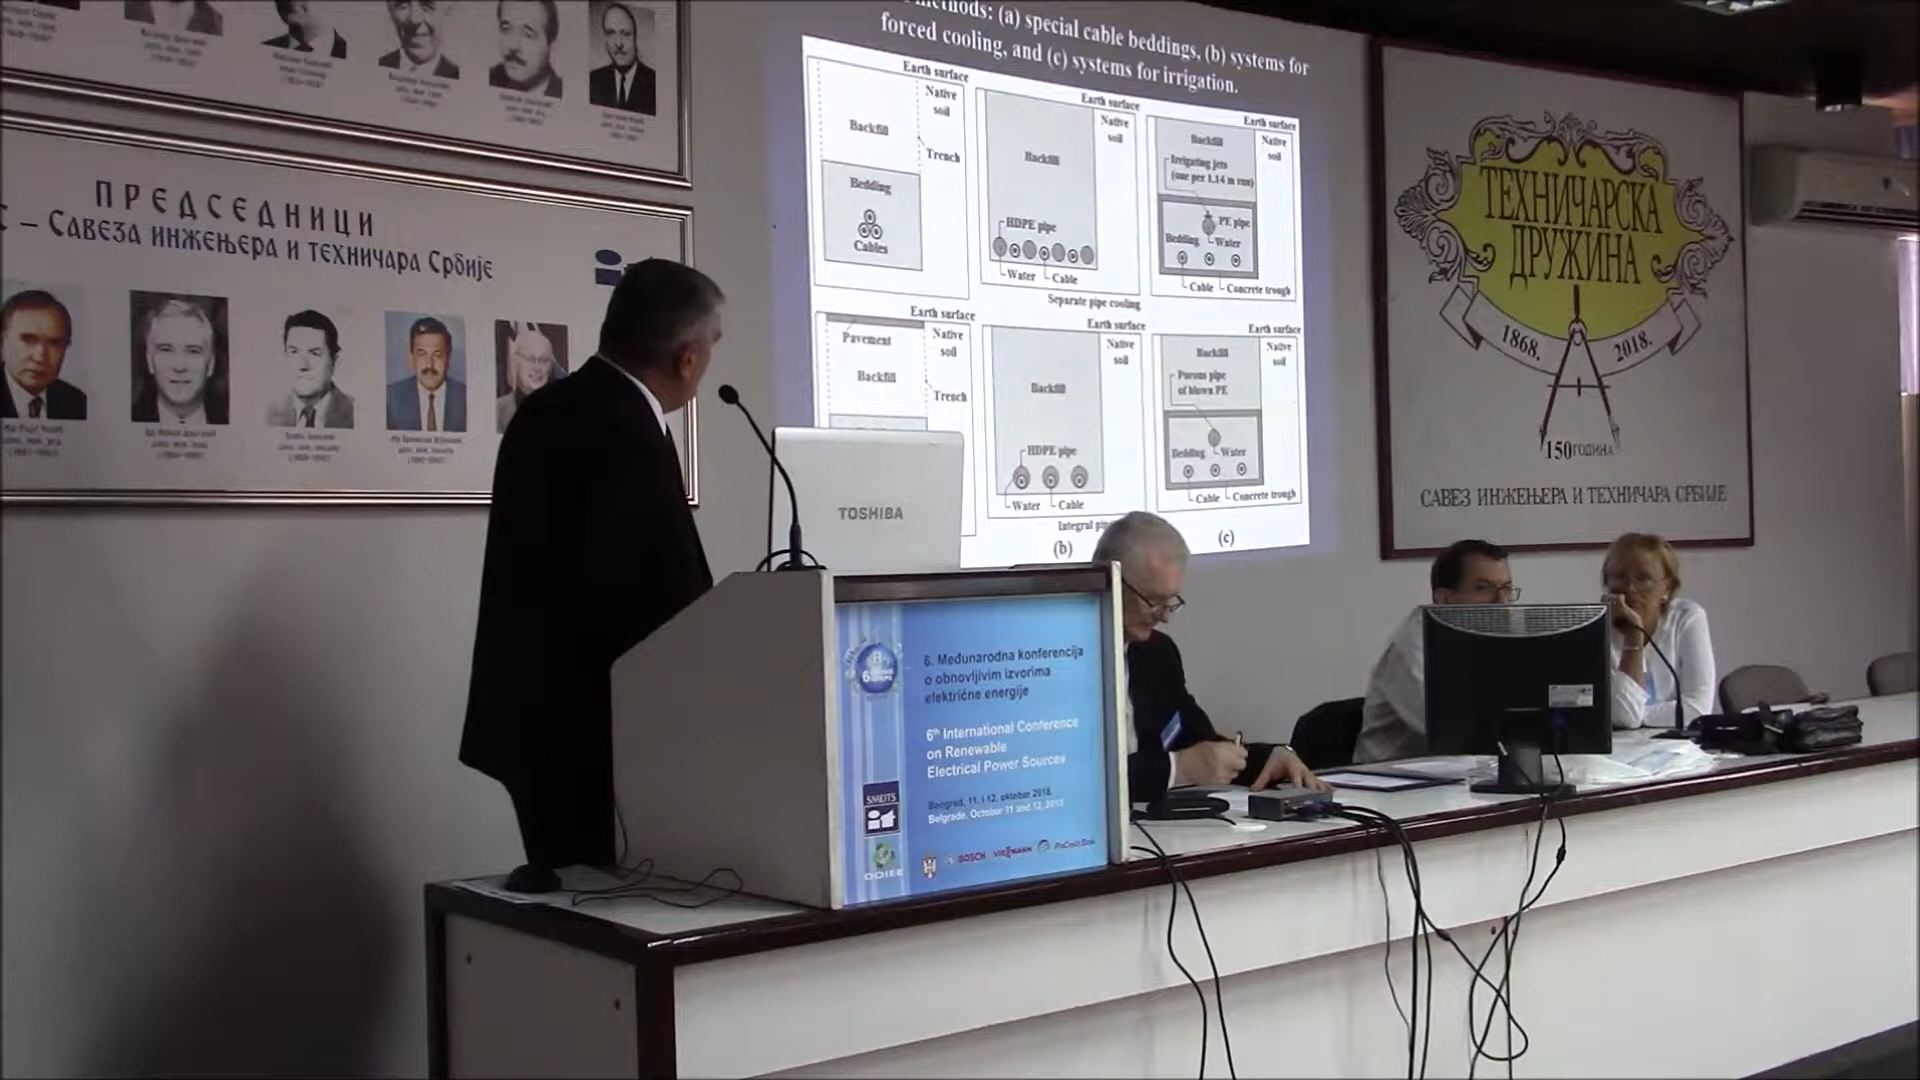 ПРЕДСЕДНИЦИ
– САВЕЗА ИНЖЕЊЕРА И ТЕХНИЧАРА СРБИЈЕ
methods: (a) special cable beddings, (b) systems for
forced cooling, and (c) systems for irrigation.
Earth surface
Native
soil
Backfill
Trench
Bedding
Cables
Earth surface
Native
soil
Backfill
HDPE pipe
Water
Cable
Separate pipe cooling
Earth surface
Backfill
Native
soil
Irrigating jets
(one per 1.14 m run)
PE pipe
Bedding
Water
Cable
Concrete trough
Earth surface
Pavement
Native
soil
Backfill
Trench
Earth surface
Native
soil
Backfill
HDPE pipe
Water
Cable
Integral
(b)
Earth surface
Backfill
Native
soil
Porous pipe
of blown PE
Bedding
Water
Cable
Concrete trough
(c)
ТЕХНИЧАРСКА
ДРУЖИНА
1868.
2018.
150 ГОДИНА
САВЕЗ ИНЖЕЊЕРА И ТЕХНИЧАРА СРБИЈЕ
TOSHIBA
6. Međunarodna konferencija
o obnovljivim izvorima
električne energije
6th International Conference
on Renewable
Electrical Power Sources
Beograd, 11. i 12. oktobar 2018.
Belgrade, October 11 and 12, 2018
SMEITS
BOSCH
VIESMANN
ProCredit Bank